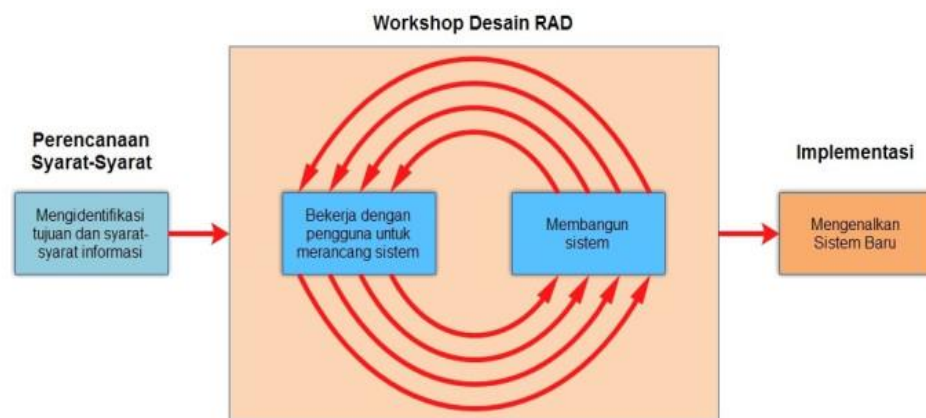 Workshop Desain RAD
Perencanaan
Syarat-Syarat
Mengidentifikasi
tujuan dan syarat-
syarat informasi
Bekerja dengan
pengguna untuk
merancang sistem
Membangun
sistem
Implementasi
Mengenalkan
Sistem Baru